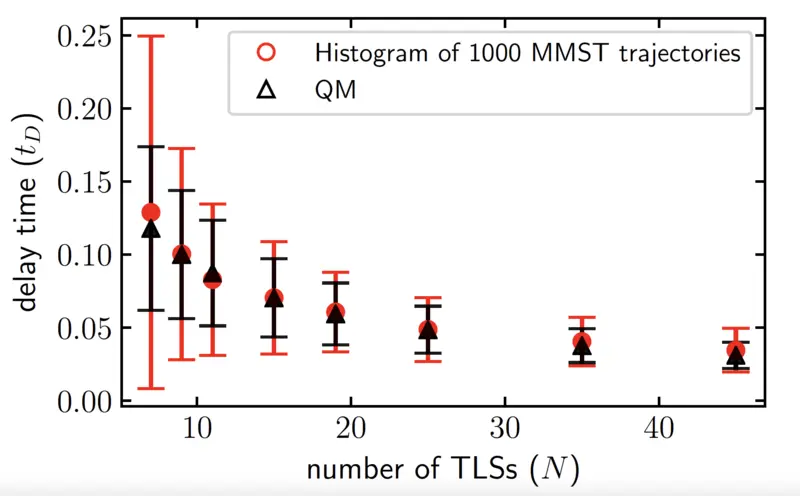 0.25
0.20
0.15
0.10
0.05
0.00
delay time (t_D)
Histogram of 1000 MMST trajectories
QM
10
20
30
40
number of TLSs (N)